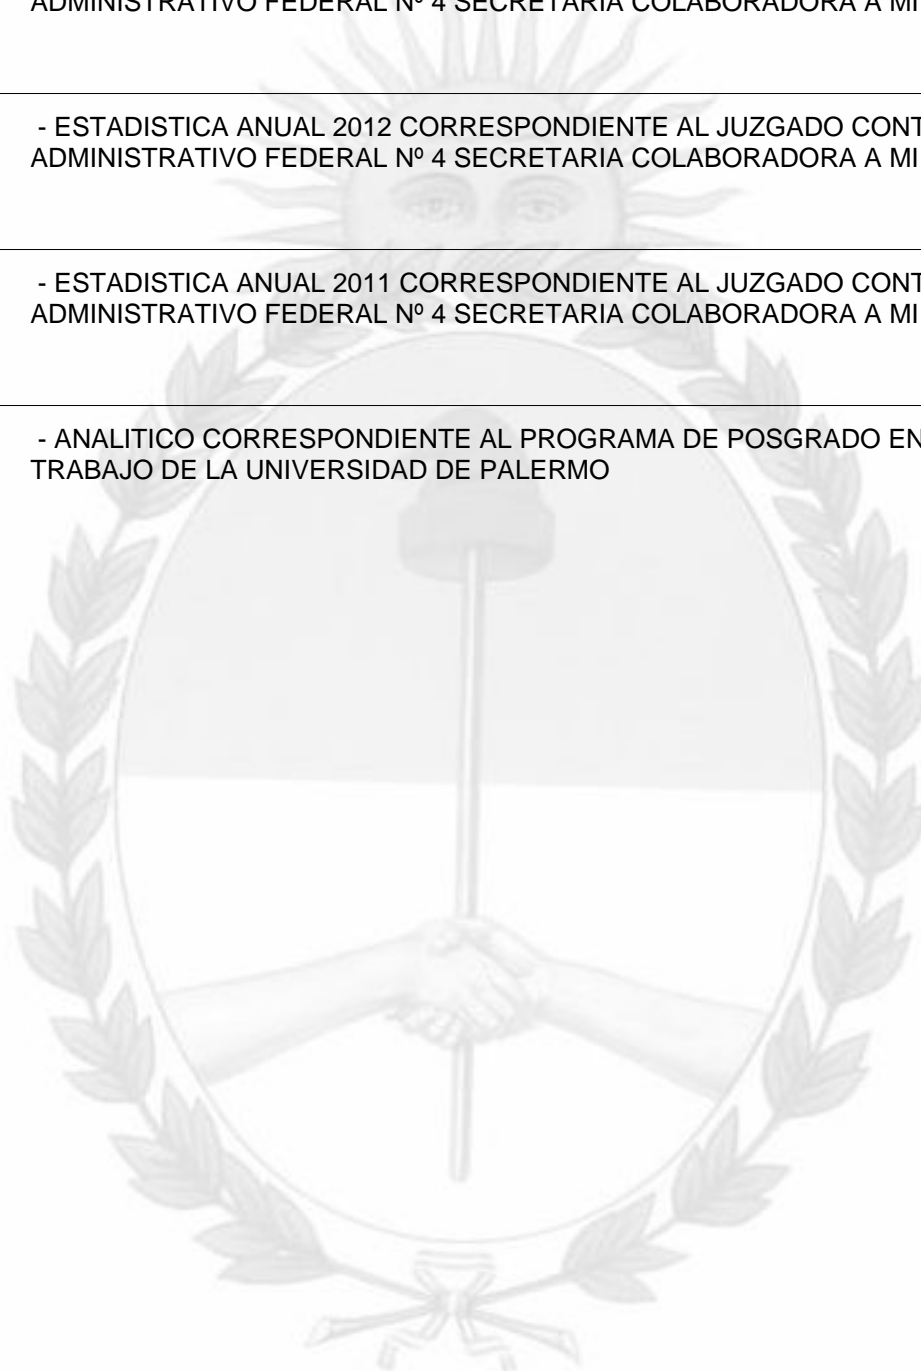 ADMINISTRATIVO FEDERAL Nº 4 SECRETARIA COLABORADORA A MI
- ESTADISTICA ANUAL 2012 CORRESPONDIENTE AL JUZGADO CONT
ADMINISTRATIVO FEDERAL Nº 4 SECRETARIA COLABORADORA A MI
- ESTADISTICA ANUAL 2011 CORRESPONDIENTE AL JUZGADO CONT
ADMINISTRATIVO FEDERAL Nº 4 SECRETARIA COLABORADORA A MI
- ANALITICO CORRESPONDIENTE AL PROGRAMA DE POSGRADO EN
TRABAJO DE LA UNIVERSIDAD DE PALERMO